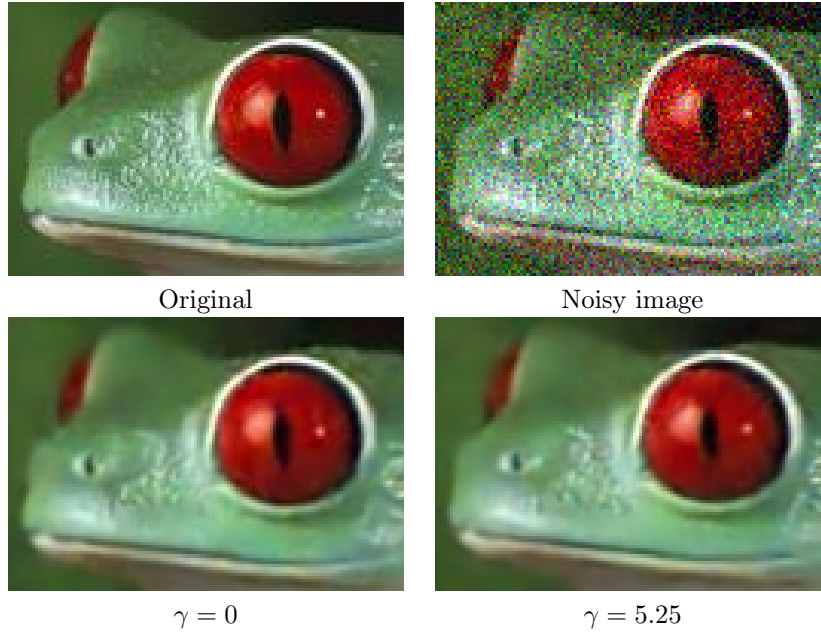 Original
Noisy image
γ = 0
γ = 5.25